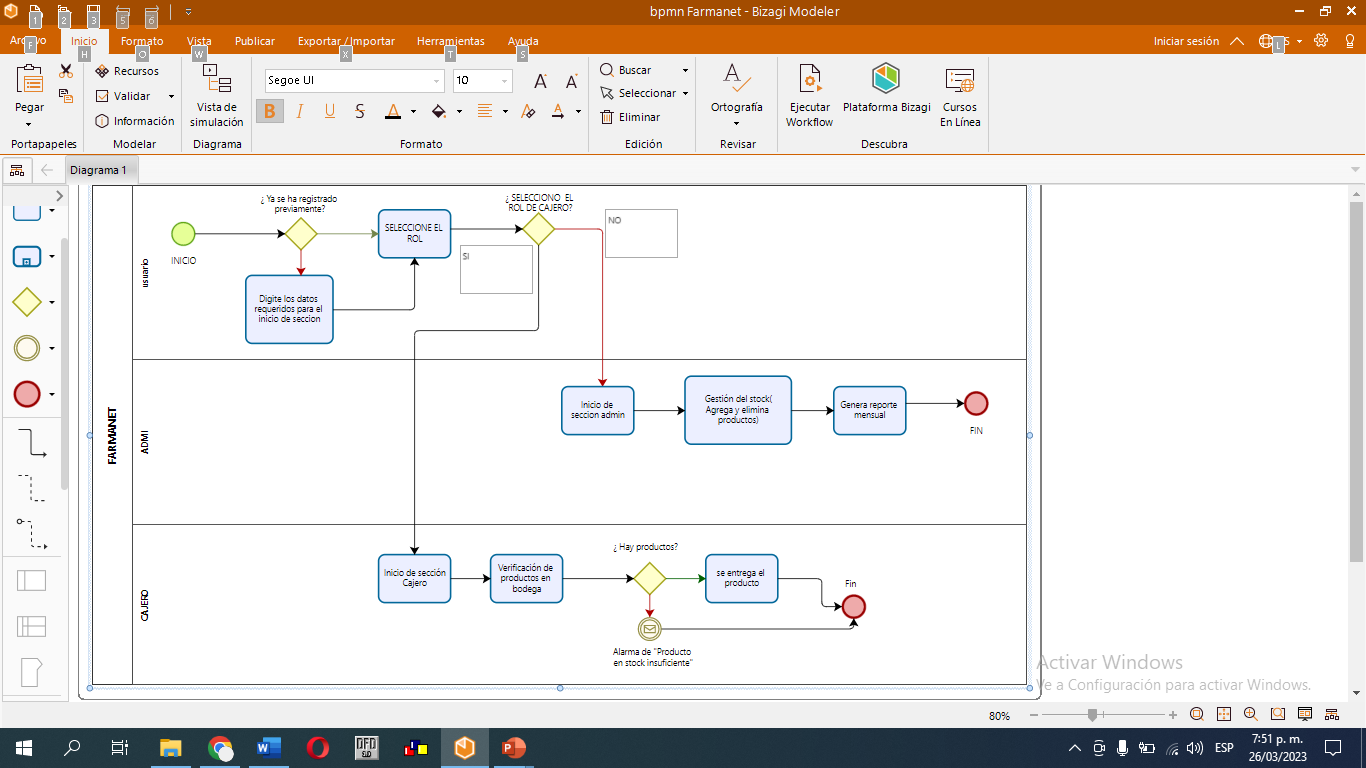 bpmn Farmanet - Bizagi Modeler
1 2 3 5 6
Archivo Inicio Formato Vista Publicar Exportar / Importar Herramientas Ayuda
Iniciar sesión
F H O W X T S L
Pegar
Portapapeles
Recursos
Validar
Información
Modelar
Vista de
simulación
Diagrama
Segoe UI 10
B I U S A
Formato
Buscar
Seleccionar
Eliminar
Edición
Ortografía
Revisar
Ejecutar
Workflow
Plataforma Bizagi
Cursos
En Línea
Descubra
Diagrama 1
FARMANET
usuario
INICIO
¿ Ya se ha registrado
previamente?
Digite los datos
requeridos para el
inicio de seccion
SELECCIONE EL
ROL
¿ SELECCIONO EL
ROL DE CAJERO?
SI
NO
ADMI
Inicio de
seccion admin
Gestión del stock(
Agrega y elimina
productos)
Genera reporte
mensual
FIN
CAJERO
Inicio de sección
Cajero
Verificación de
productos en
bodega
¿ Hay productos?
se entrega el
producto
Fin
Alarma de "Producto
en stock insuficiente"
Activar Windows
Ve a Configuración para activar Windows.
80%
DFD
ESP
7:51 p. m.
26/03/2023